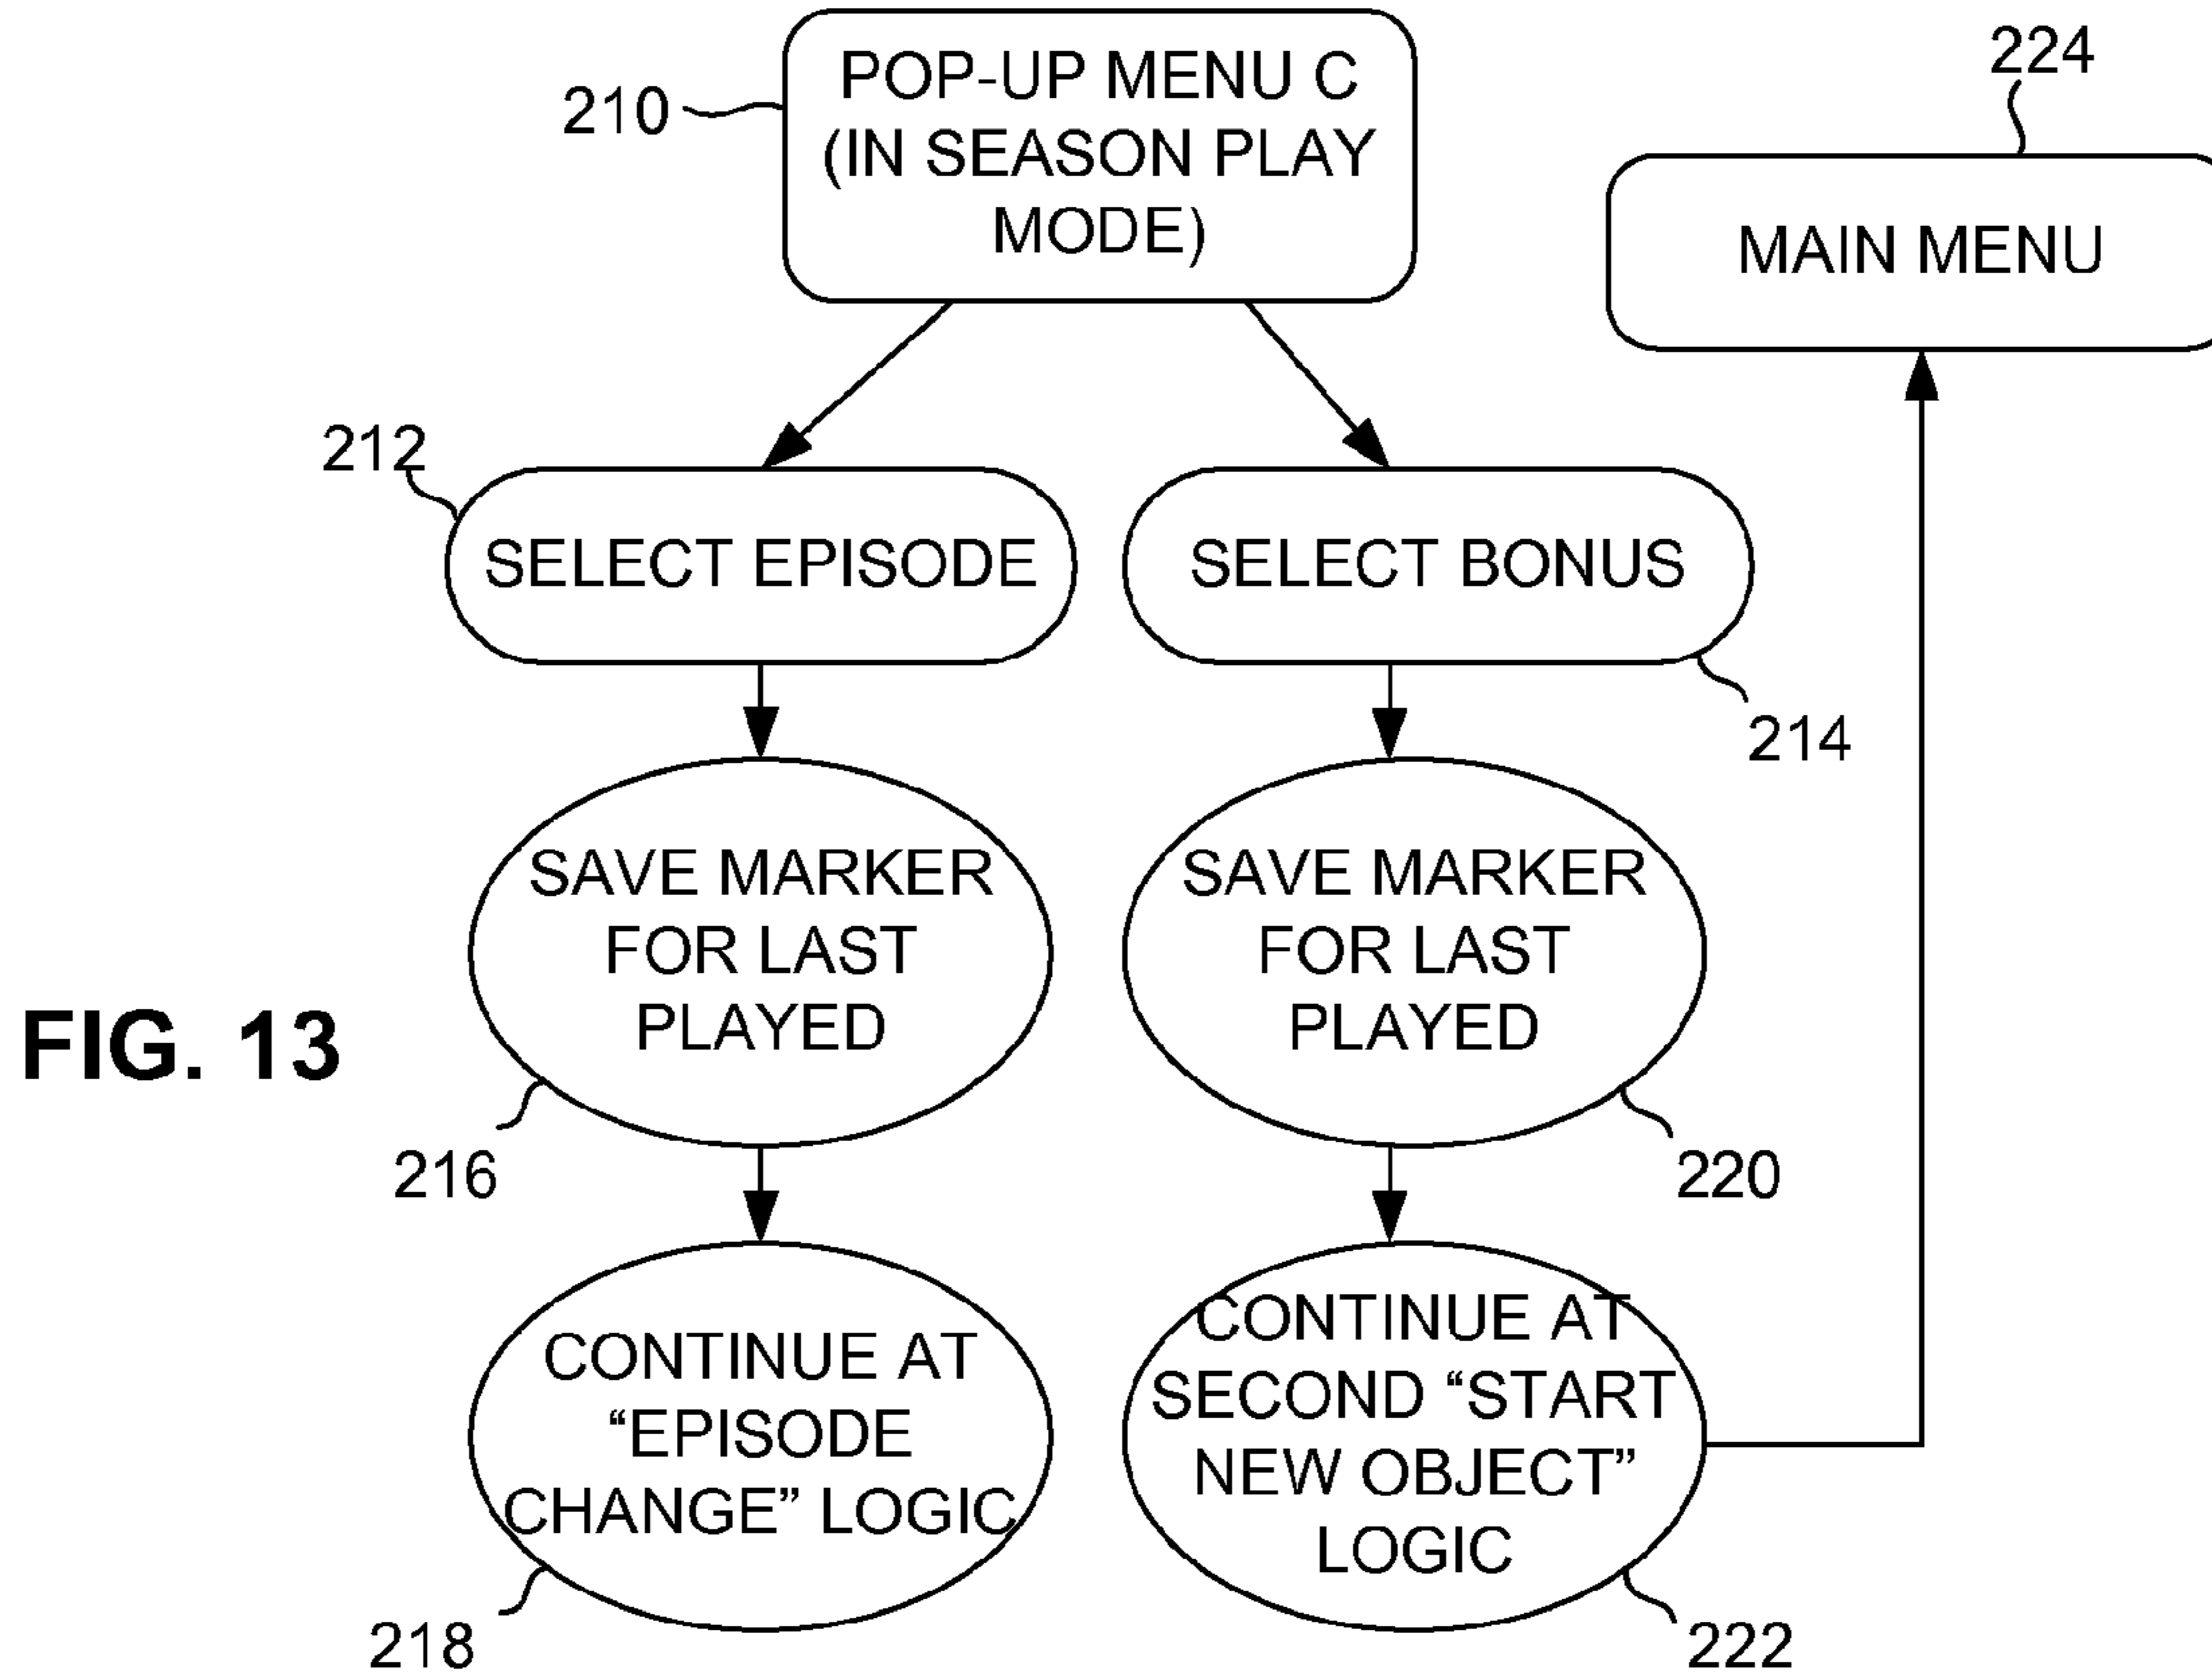 POP-UP MENU C
(IN SEASON PLAY
MODE)
210
224
MAIN MENU
212
SELECT EPISODE
SELECT BONUS
214
SAVE MARKER
FOR LAST
PLAYED
SAVE MARKER
FOR LAST
PLAYED
FIG. 13
216
220
CONTINUE AT
“EPISODE
CHANGE” LOGIC
CONTINUE AT
SECOND “START
NEW OBJECT”
LOGIC
218
222